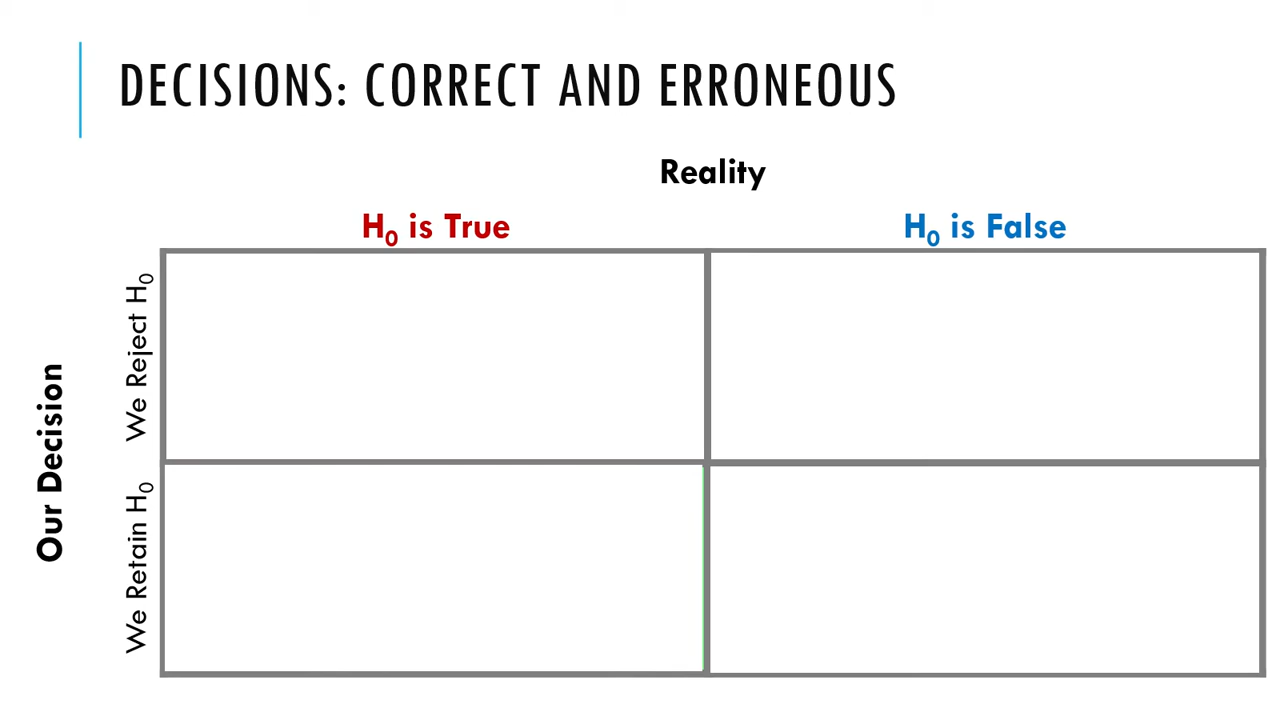 DECISIONS: CORRECT AND ERRONEOUS
Reality
H₀ is True
H₀ is False
Our Decision
We Reject H₀
We Retain H₀